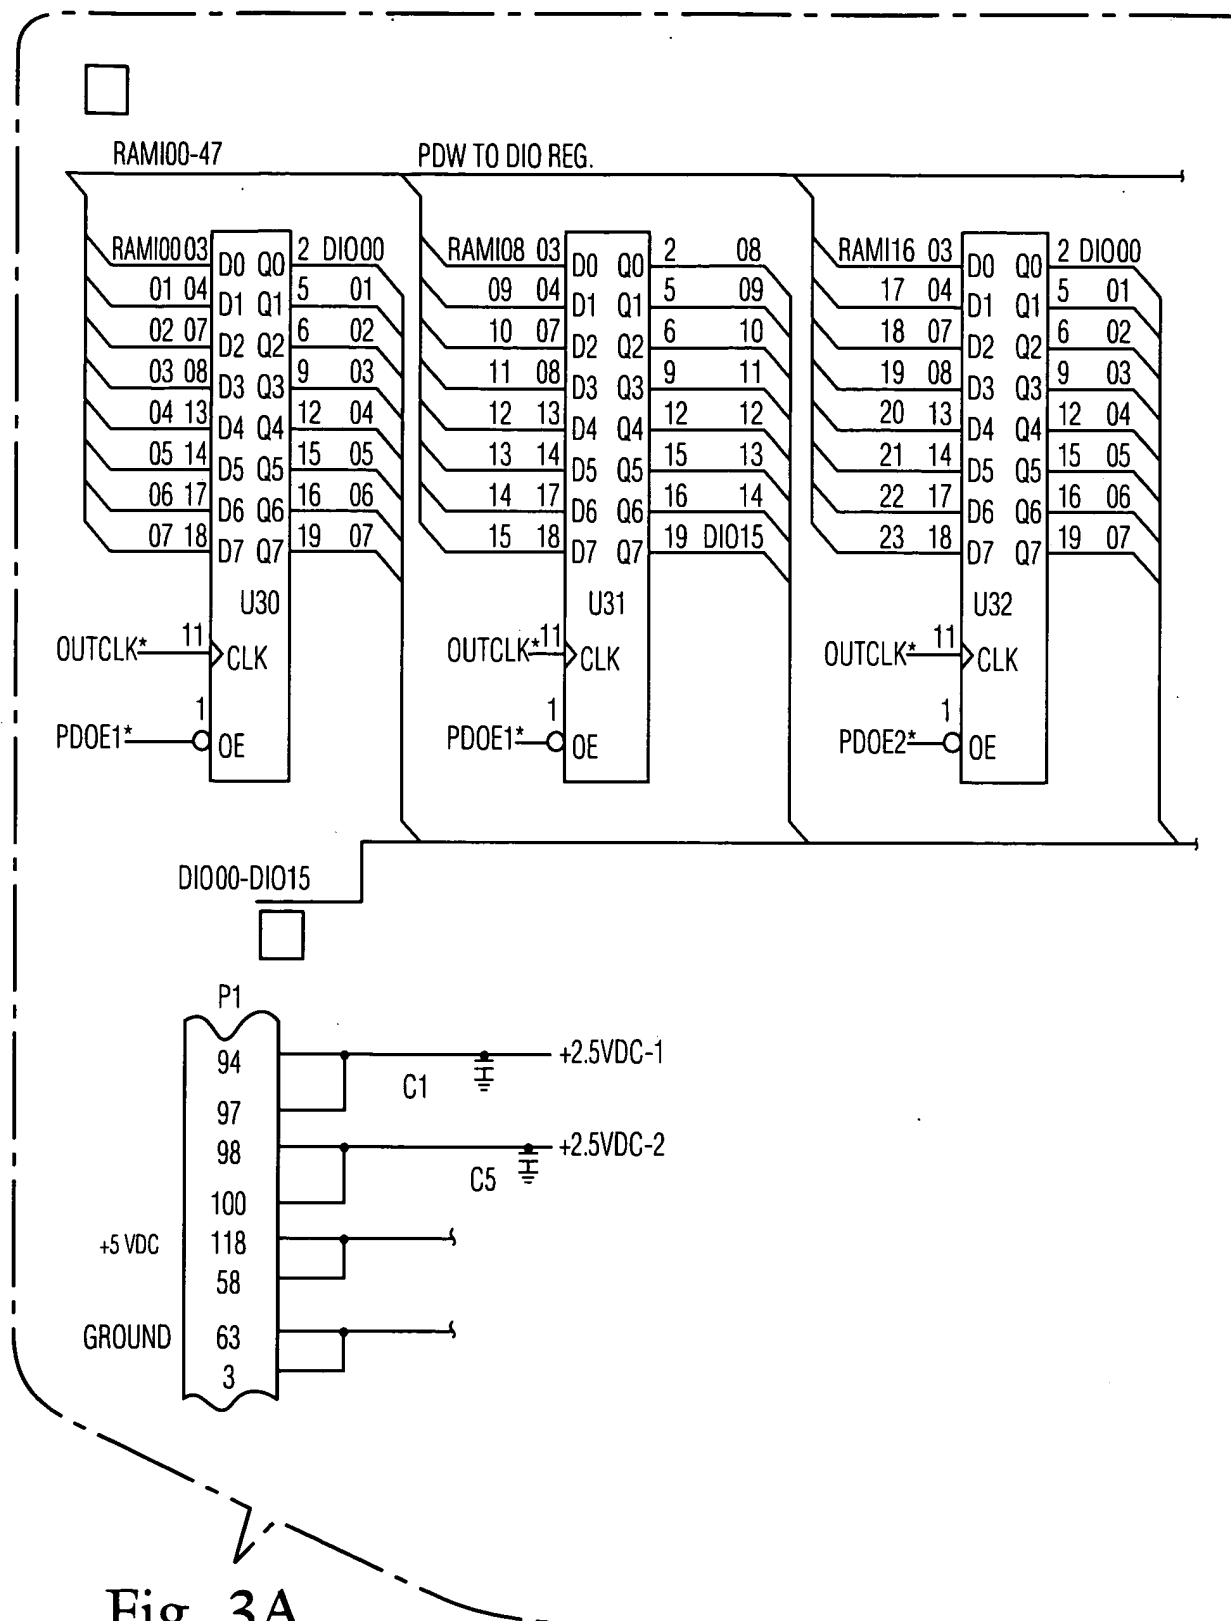 RAMI00-47 PDW TO DIO REG.
RAMI00 03 D0 Q0 2 DIO00 RAMI08 03 D0 Q0 2 08 RAMI16 03 D0 Q0 2 DIO00
01 04 D1 Q1 5 01 09 04 D1 Q1 5 09 17 04 D1 Q1 5 01
02 07 D2 Q2 6 02 10 07 D2 Q2 6 10 18 07 D2 Q2 6 02
03 08 D3 Q3 9 03 11 08 D3 Q3 9 11 19 08 D3 Q3 9 03
04 13 D4 Q4 12 04 12 13 D4 Q4 12 12 20 13 D4 Q4 12 04
05 14 D5 Q5 15 05 13 14 D5 Q5 15 13 21 14 D5 Q5 15 05
06 17 D6 Q6 16 06 14 17 D6 Q6 16 14 22 17 D6 Q6 16 06
07 18 D7 Q7 19 07 15 18 D7 Q7 19 DIO15 23 18 D7 Q7 19 07
U30 U31 U32
OUTCLK* 11 CLK OUTCLK* 11 CLK OUTCLK* 11 CLK
PDOE1* 1 OE PDOE1* 1 OE PDOE2* 1 OE
DIO00-DIO15
P1
94 +2.5VDC-1
C1
97
98 +2.5VDC-2
C5
100
+5 VDC 118
58
GROUND 63
3
Fig. 3A